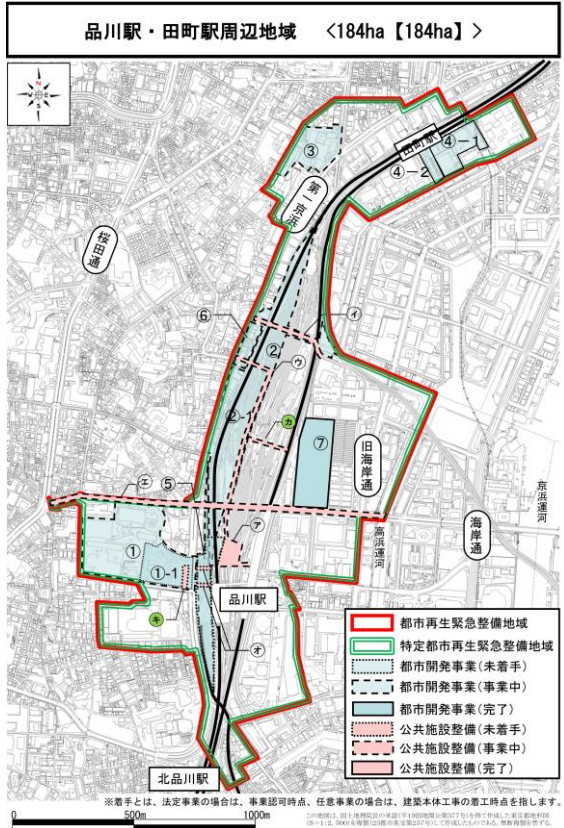 品川駅・田町駅周辺地域 <184ha【184ha】>
N
W E
S
③
田町駅
④-1
④-2
第一京浜
桜田通
⑥
イ
②
ウ
②-1
カ
⑦
旧海岸通
エ
⑤
京浜運河
高浜運河
海岸通
ア
①
①-1
品川駅
キ
オ
北品川駅
都市再生緊急整備地域
特定都市再生緊急整備地域
都市開発事業(未着手)
都市開発事業(事業中)
都市開発事業(完了)
公共施設整備(未着手)
公共施設整備(事業中)
公共施設整備(完了)
※着手とは、法定事業の場合は、事業認可時点、任意事業の場合は、建築本体工事の着工時点を指します。
0 500m 1000m